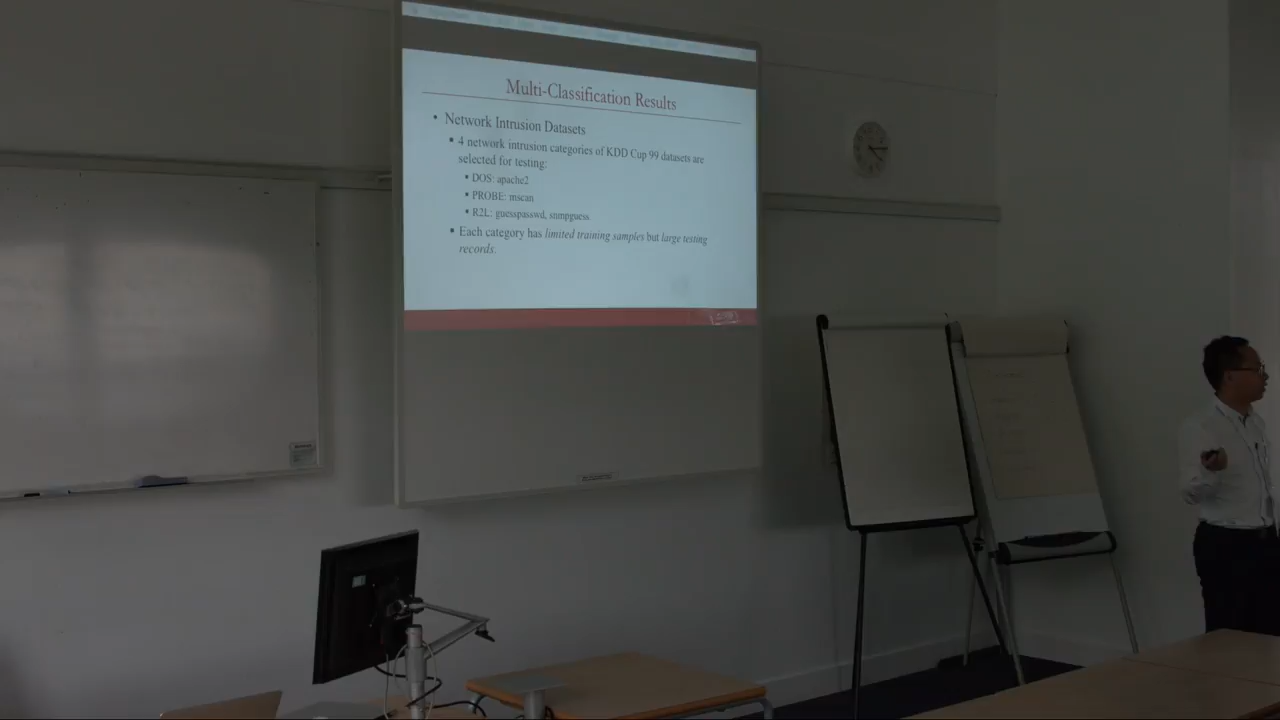 Multi-Classification Results
• Network Intrusion Datasets
▪ 4 network intrusion categories of KDD Cup 99 datasets are
selected for testing:
▪ DOS: apache2
▪ PROBE: mscan
▪ R2L: guesspasswd, snmpguess.
▪ Each category has limited training samples but large testing
records.